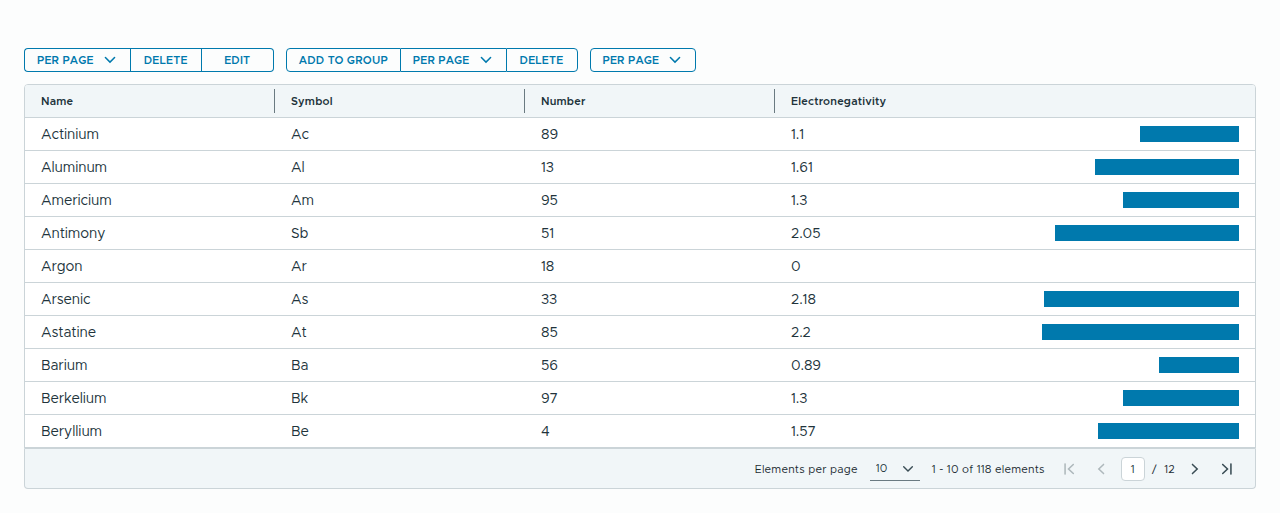 PER PAGE DELETE EDIT ADD TO GROUP PER PAGE DELETE PER PAGE
Name Symbol Number Electronegativity
Actinium Ac 89 1.1
Aluminum Al 13 1.61
Americium Am 95 1.3
Antimony Sb 51 2.05
Argon Ar 18 0
Arsenic As 33 2.18
Astatine At 85 2.2
Barium Ba 56 0.89
Berkelium Bk 97 1.3
Beryllium Be 4 1.57
Elements per page 10 1 - 10 of 118 elements 1 / 12